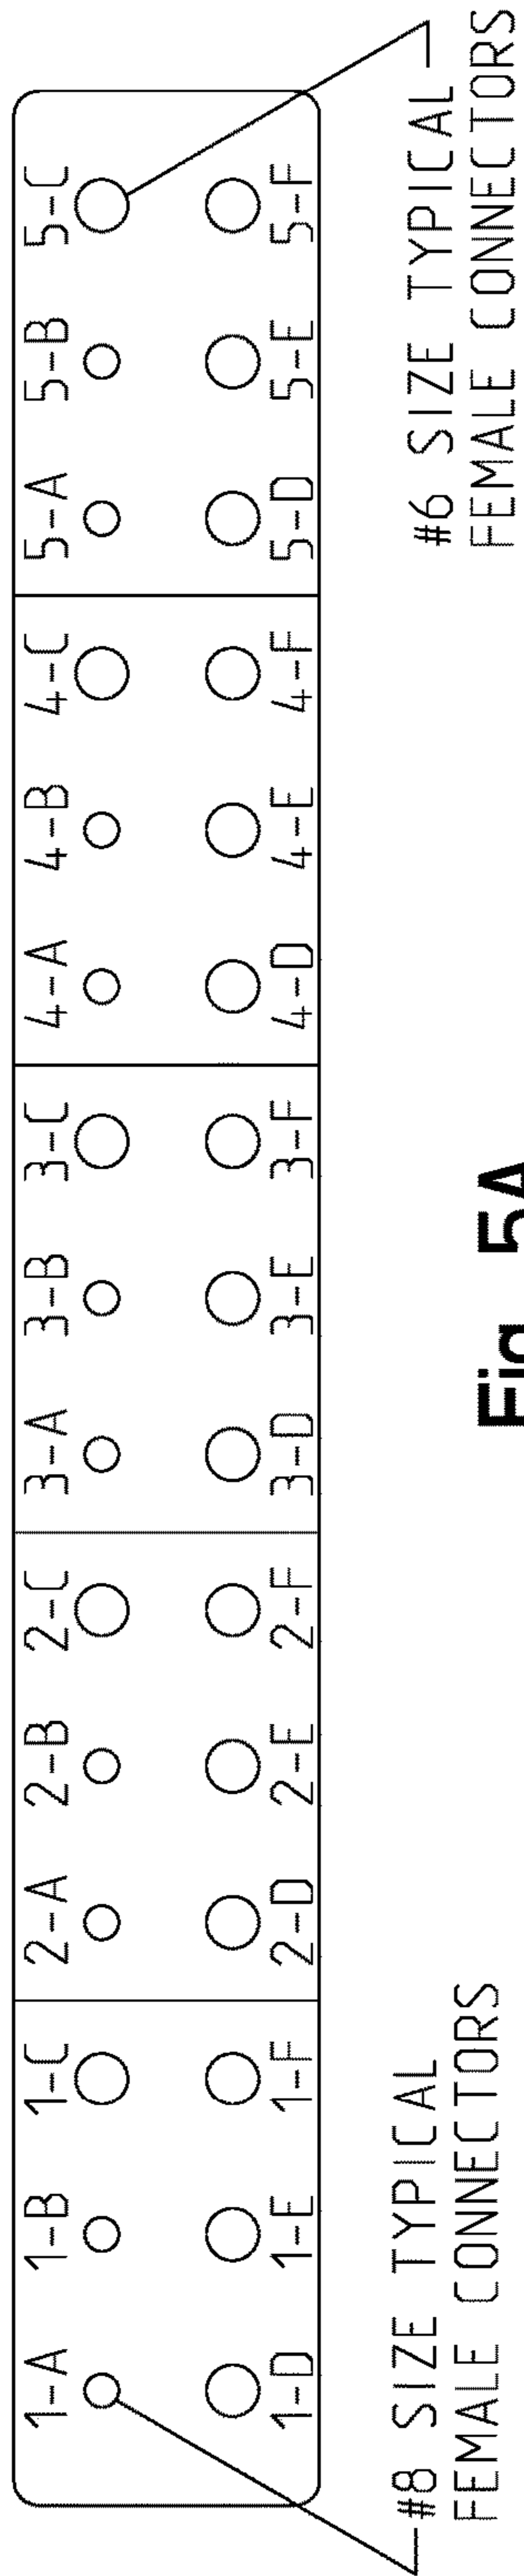 1-A 1-B 1-C 2-A 2-B 2-C 3-A 3-B 3-C 4-A 4-B 4-C 5-A 5-B 5-C
1-D 1-E 1-F 2-D 2-E 2-F 3-D 3-E 3-F 4-D 4-E 4-F 5-D 5-E 5-F
#8 SIZE TYPICAL
FEMALE CONNECTORS
#6 SIZE TYPICAL
FEMALE CONNECTORS
Fig. 5A